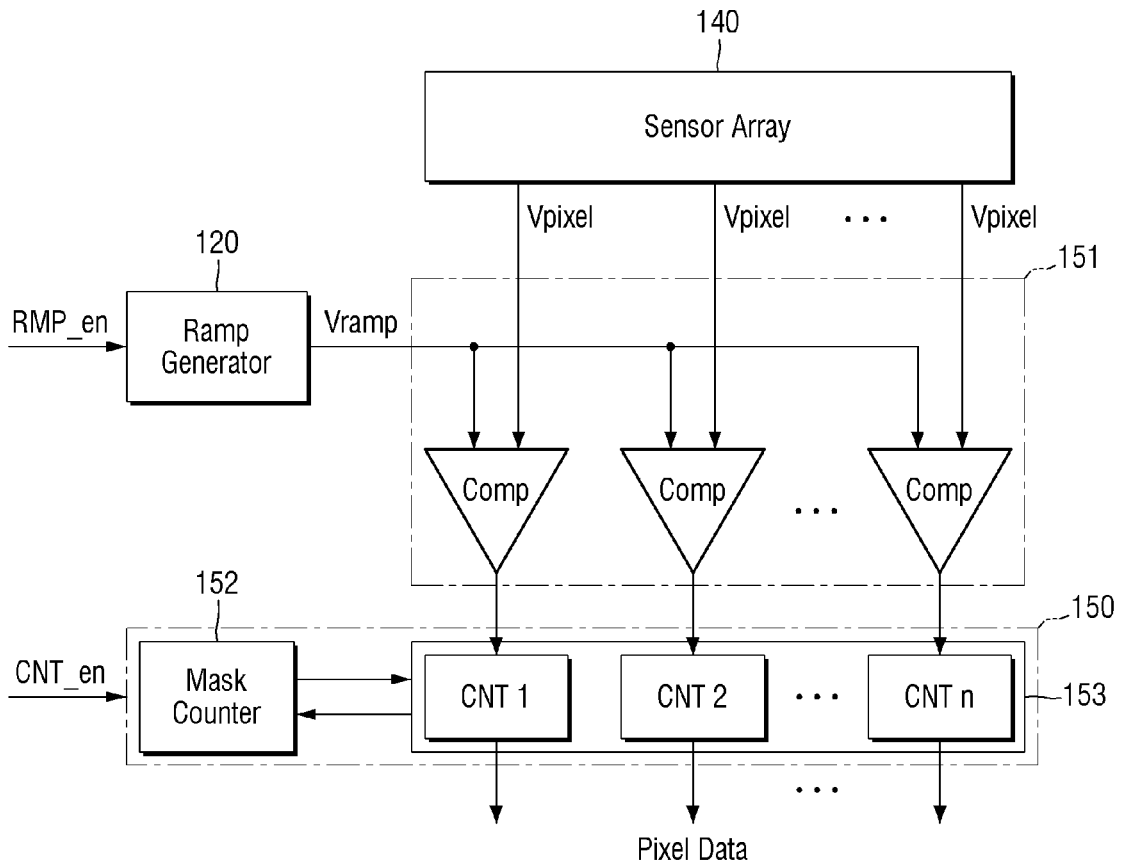 140
Sensor Array
Vpixel
Vpixel
...
Vpixel
120
151
RMP_en
Ramp
Generator
Vramp
Comp
Comp
...
Comp
152
150
CNT_en
Mask
Counter
CNT 1
CNT 2
...
CNT n
153
...
Pixel Data